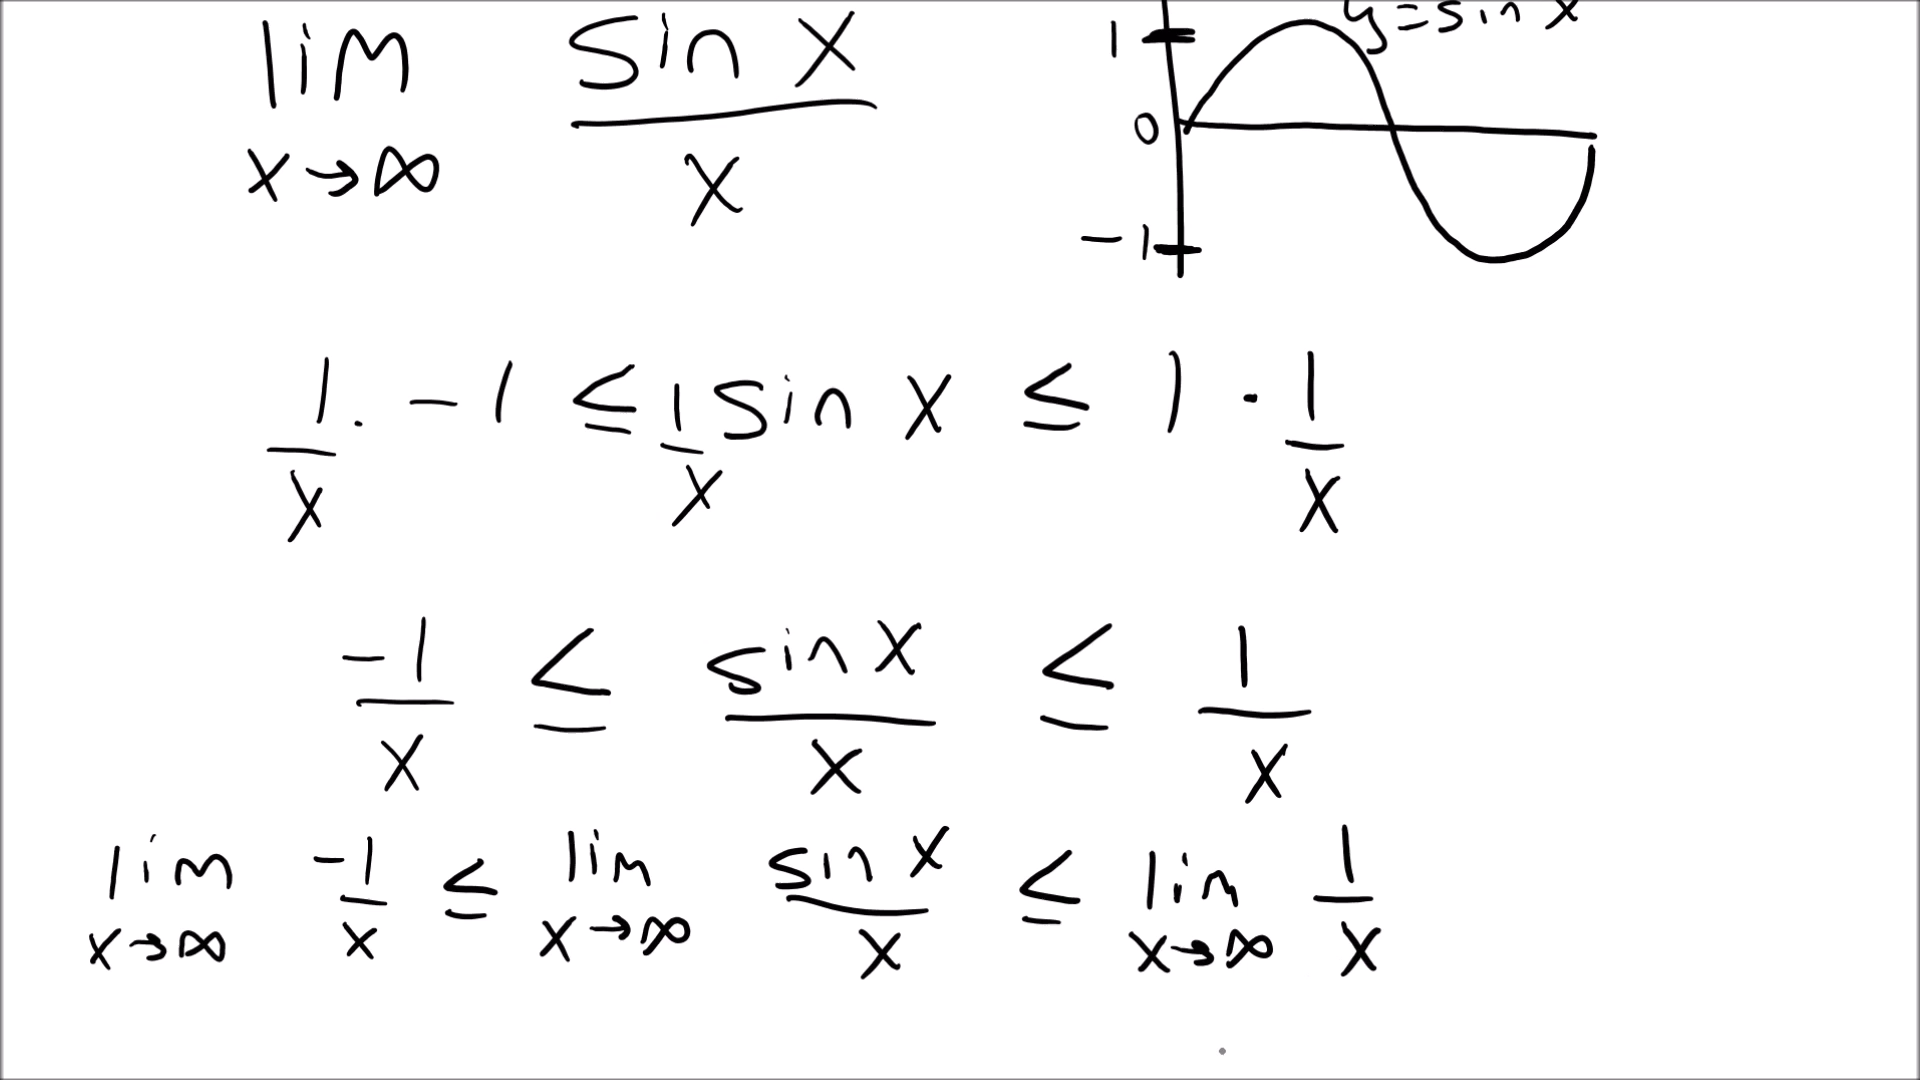 lim sin x
x→∞ x
y=sin x
1
0
-1
1/x · -1 ≤ 1/x sin x ≤ 1 · 1/x
-1/x ≤ sin x/x ≤ 1/x
lim x→∞ -1/x ≤ lim x→∞ sin x/x ≤ lim x→∞ 1/x